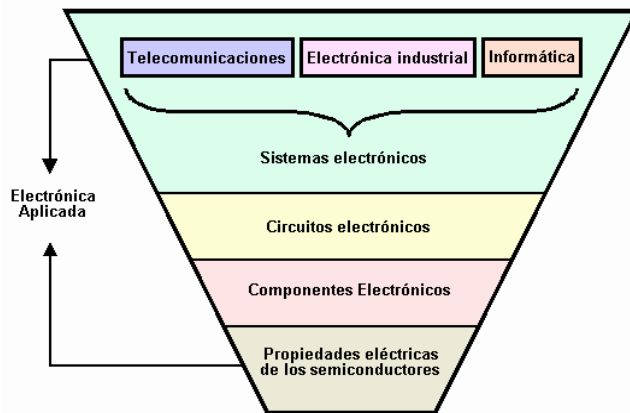 Telecomunicaciones
Electrónica industrial
Informática
Sistemas electrónicos
Electrónica
Aplicada
Circuitos electrónicos
Componentes Electrónicos
Propiedades eléctricas
de los semiconductores